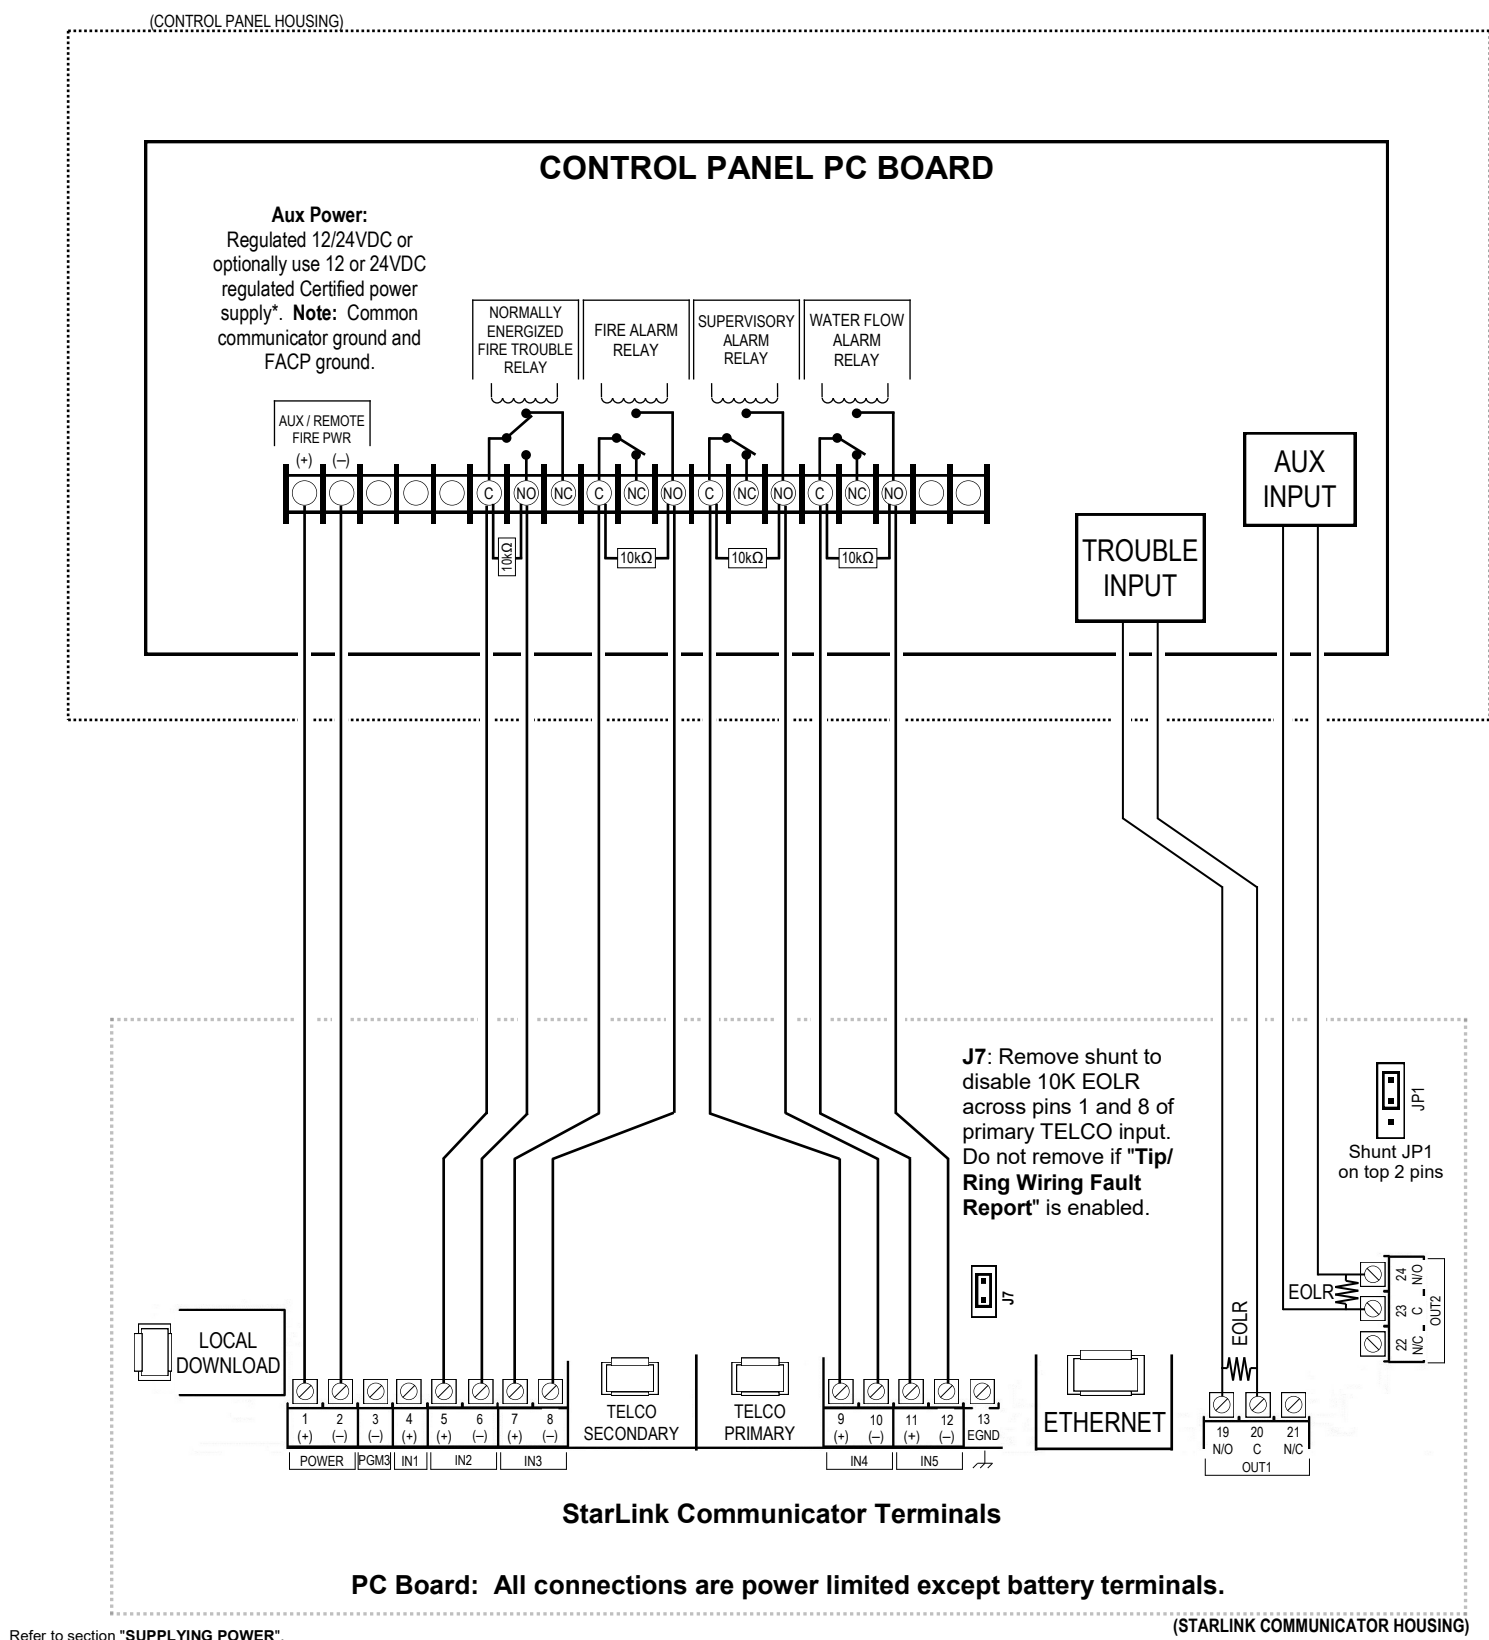 (CONTROL PANEL HOUSING)
CONTROL PANEL PC BOARD
Aux Power:
Regulated 12/24VDC or
optionally use 12 or 24VDC
regulated Certified power
supply*. Note: Common
communicator ground and
FACP ground.
NORMALLY
ENERGIZED
FIRE TROUBLE
RELAY
FIRE ALARM
RELAY
SUPERVISORY
ALARM
RELAY
WATER FLOW
ALARM
RELAY
AUX / REMOTE
FIRE PWR
(+) (–)
C NO NC C NC NO C NC NO C NC NO
10kΩ
10kΩ
10kΩ
10kΩ
AUX
INPUT
TROUBLE
INPUT
J7: Remove shunt to
disable 10K EOLR
across pins 1 and 8 of
primary TELCO input.
Do not remove if "Tip/
Ring Wiring Fault
Report" is enabled.
JP1
Shunt JP1
on top 2 pins
J7
EOLR
24 N/O
23 C
22 N/C
OUT2
EOLR
LOCAL
DOWNLOAD
TELCO
SECONDARY
TELCO
PRIMARY
ETHERNET
1 2 3 4 5 6 7 8
(+) (–) (–) (+) (+) (–) (+) (–)
POWER PGM3 IN1 IN2 IN3
9 10 11 12 13
(+) (–) (+) (–) EGND
IN4 IN5
19 20 21
N/O C N/C
OUT1
StarLink Communicator Terminals
PC Board: All connections are power limited except battery terminals.
(STARLINK COMMUNICATOR HOUSING)
Refer to section "SUPPLYING POWER".